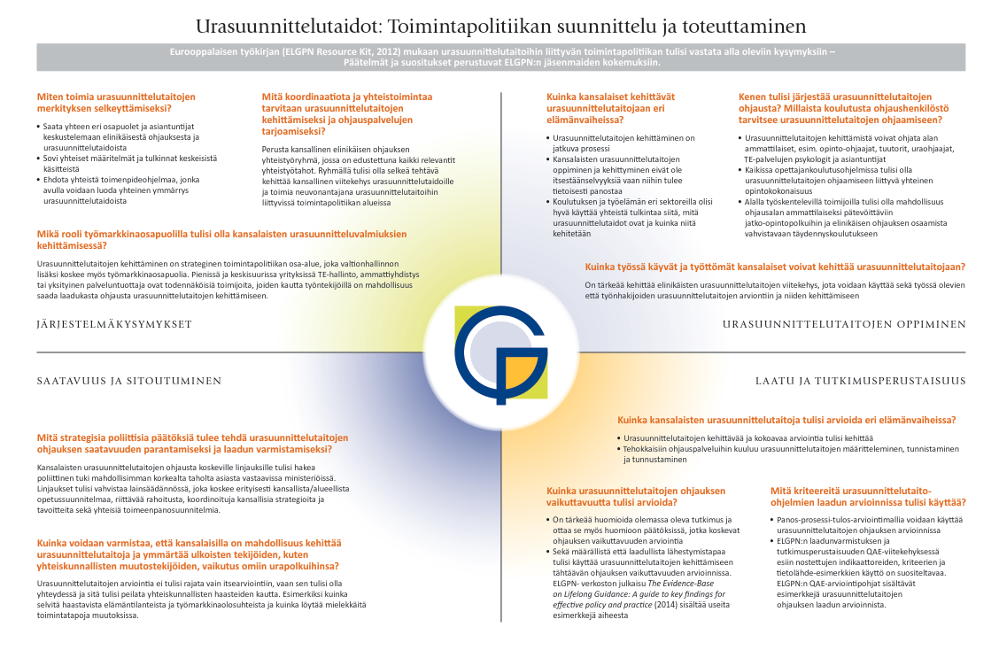 Urasuunnittelutaidot: Toimintapolitiikan suunnittelu ja toteuttaminen
Eurooppalaisen työkirjan (ELGPN Resource Kit, 2012) mukaan urasuunnittelutaitoihin liittyvän toimintapolitiikan tulisi vastata alla oleviin kysymyksiin –
Päätelmät ja suositukset perustuvat ELGPN:n jäsenmaiden kokemuksiin.
Miten toimia urasuunnittelutaitojen
merkityksen selkeyttämiseksi?
• Saata yhteen eri osapuolet ja asiantuntijat
keskustelemaan elinikäisestä ohjauksesta ja
urasuunnittelutaidoista
• Sovi yhteiset määritelmät ja tulkinnat keskeisistä
käsitteistä
• Ehdota yhteistä toimenpideohjelmaa, jonka
avulla voidaan luoda yhteinen ymmärrys
urasuunnittelutaidoista
Mitä koordinaatiota ja yhteistoimintaa
tarvitaan urasuunnittelutaitojen
kehittämiseksi ja ohjauspalvelujen
tarjoamiseksi?
Perusta kansallinen elinikäisen ohjauksen
yhteistyöryhmä, jossa on edustettuna kaikki relevantit
yhteistyötahot. Ryhmällä tulisi olla selkeä tehtävä
kehittää kansallinen viitekehys urasuunnittelutaidoille
ja toimia neuvonantajana urasuunnittelutaitoihin
liittyvissä toimintapolitiikan alueissa
Mikä rooli työmarkkinaosapuolilla tulisi olla kansalaisten urasuunnitteluvalmiuksien
kehittämisessä?
Urasuunnittelutaitojen kehittäminen on strateginen toimintapolitiikan osa-alue, joka valtionhallinnon
lisäksi koskee myös työmarkkinaosapuolia. Pienissä ja keskisuurissa yrityksissä TE-hallinto, ammattiyhdistys
tai yksityinen palveluntuottaja ovat todennäköisiä toimijoita, joiden kautta työntekijöillä on mahdollisuus
saada laadukasta ohjausta urasuunnittelutaitojen kehittämiseen.
JÄRJESTELMÄKYSYMYKSET
Kuinka kansalaiset kehittävät
urasuunnittelutaitojaan eri
elämänvaiheissa?
• Urasuunnittelutaitojen kehittäminen on
jatkuva prosessi
• Kansalaisten urasuunnittelutaitojen
oppiminen ja kehittyminen eivät ole
itsestäänselvyyksiä vaan niihin tulee
tietoisesti panostaa
• Koulutuksen ja työelämän eri sektoreilla olisi
hyvä käyttää yhteistä tulkintaa siitä, mitä
urasuunnittelutaidot ovat ja kuinka niitä
kehitetään
Kenen tulisi järjestää urasuunnittelutaitojen
ohjausta? Millaista koulutusta ohjaushenkilöstö
tarvitsee urasuunnittelutaitojen ohjaamiseen?
• Urasuunnittelutaitojen kehittämistä voivat ohjata alan
ammattilaiset, esim. opinto-ohjaajat, tuutorit, uraohjaajat,
TE-palvelujen psykologit ja asiantuntijat
• Kaikissa opettajankoulutusohjelmissa tulisi olla
urasuunnittelutaitojen ohjaamiseen liittyvä yhteinen
opintokokonaisuus
• Alalla työskentelevillä toimijoilla tulisi olla mahdollisuus
ohjausalan ammattilaiseksi pätevöittäviin
jatko-opintopolkuihin ja elinikäisen ohjauksen osaamista
vahvistavaan täydennyskoulutukseen
Kuinka työssä käyvät ja työttömät kansalaiset voivat kehittää urasuunnittelutaitojaan?
On tärkeää kehittää elinikäisten urasuunnittelutaitojen viitekehys, jota voidaan käyttää sekä työssä olevien
että työnhakijoiden urasuunnittelutaitojen arviontiin ja niiden kehittämiseen
URASUUNNITTELUTAITOJEN OPPIMINEN
SAATAVUUS JA SITOUTUMINEN
Mitä strategisia poliittisia päätöksiä tulee tehdä urasuunnittelutaitojen
ohjauksen saatavuuden parantamiseksi ja laadun varmistamiseksi?
Kansalaisten urasuunnittelutaitojen ohjausta koskeville linjauksille tulisi hakea
poliittinen tuki mahdollisimman korkealta taholta asiasta vastaavissa ministeriöissä.
Linjaukset tulisi vahvistaa lainsäädännössä, joka koskee erityisesti kansallista/alueellista
opetussuunnitelmaa, riittävää rahoitusta, koordinoituja kansallisia strategioita ja
tavoitteita sekä yhteisiä toimeenpanosuunnitelmia.
Kuinka voidaan varmistaa, että kansalaisilla on mahdollisuus kehittää
urasuunnittelutaitoja ja ymmärtää ulkoisten tekijöiden, kuten
yhteiskunnallisten muutostekijöiden, vaikutus omiin urapolkuihinsa?
Urasuunnittelutaitojen arviointia ei tulisi rajata vain itsearviointiin, vaan sen tulisi olla
yhteydessä ja sitä tulisi peilata yhteiskunnallisten haasteiden kautta. Esimerkiksi kuinka
selvitä haastavista elämäntilanteista ja työmarkkinaolosuhteista ja kuinka löytää mielekkäitä
toimintatapoja muutoksissa.
LAATU JA TUTKIMUSPERUSTAISUUS
Kuinka kansalaisten urasuunnittelutaitoja tulisi arvioida eri elämänvaiheissa?
• Urasuunnittelutaitojen kehittävää ja kokoavaa arviointia tulisi kehittää
• Tehokkaisiin ohjauspalveluihin kuuluu urasuunnittelutaitojen määritteleminen, tunnistaminen
ja tunnustaminen
Kuinka urasuunnittelutaitojen ohjauksen
vaikuttavuutta tulisi arvioida?
• On tärkeää huomioida olemassa oleva tutkimus ja
ottaa se myös huomioon päätöksissä, jotka koskevat
ohjauksen vaikuttavuuden arviointia
• Sekä määrällistä että laadullista lähestymistapaa
tulisi käyttää urasuunnittelutaitojen kehittämiseen
tähtäävän ohjauksen vaikuttavuuden arvioinnissa.
ELGPN- verkoston julkaisu The Evidence-Base
on Lifelong Guidance: A guide to key findings for
effective policy and practice (2014) sisältää useita
esimerkkejä aiheesta
Mitä kriteereitä urasuunnittelutaito-
ohjelmien laadun arvioinnissa tulisi käyttää?
• Panos-prosessi-tulos-arviointimallia voidaan käyttää
urasuunnittelutaitojen ohjauksen arvioinnissa
• ELGPN:n laadunvarmistuksen ja
tutkimusperustaisuuden QAE-viitekehyksessä
esiin nostettujen indikaattoreiden, kriteerien ja
tietolähde-esimerkkien käyttö on suositeltavaa.
ELGPN:n QAE-arviointipohjat sisältävät
esimerkkejä urasuunnittelutaitojen
ohjauksen laadun arvioinnista.